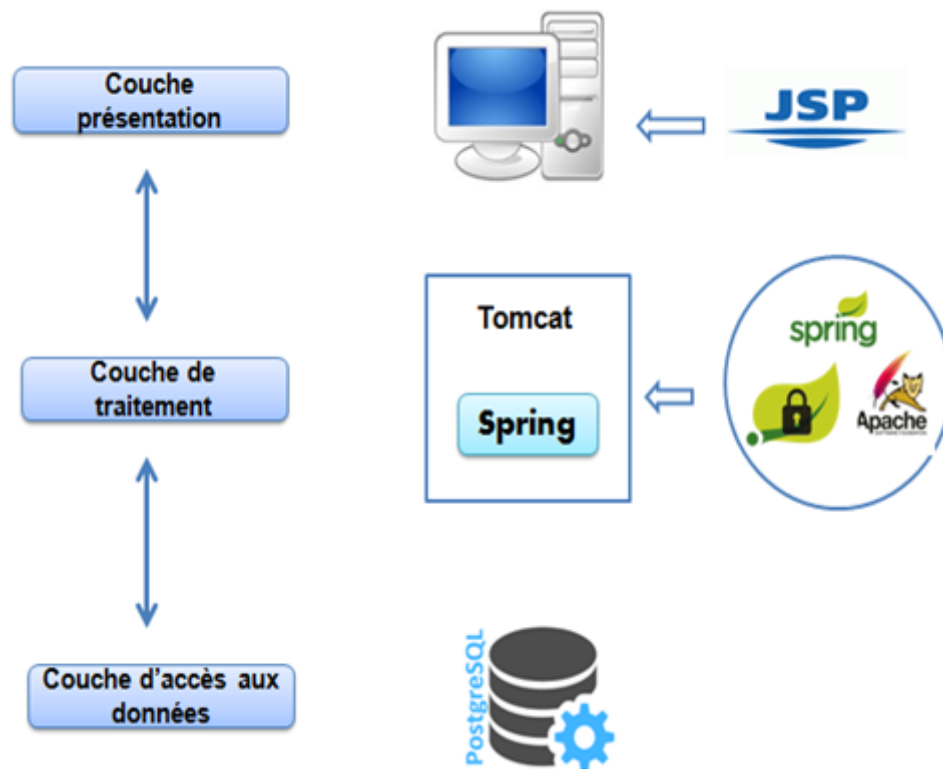 Couche
présentation
JSP
Tomcat
Spring
spring
Apache
Couche de
traitement
Couche d'accès aux
données
PostgreSQL